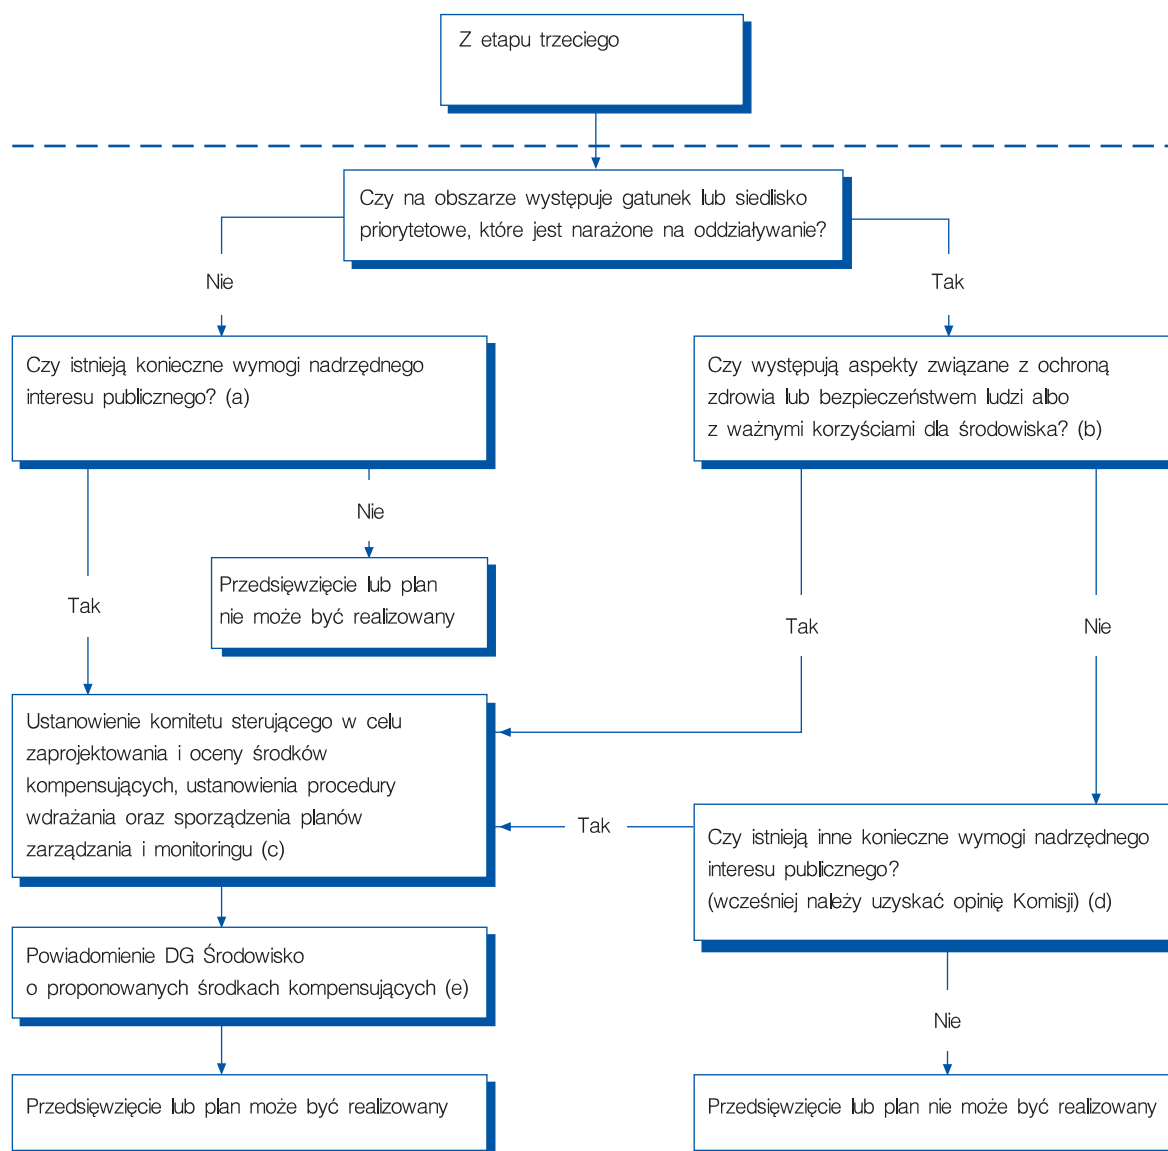 Z etapu trzeciego
Czy na obszarze występuje gatunek lub siedlisko
priorytetowe, które jest narażone na oddziaływanie?
Nie
Tak
Czy istnieją konieczne wymogi nadrzędnego
interesu publicznego? (a)
Czy występują aspekty związane z ochroną
zdrowia lub bezpieczeństwem ludzi albo
z ważnymi korzyściami dla środowiska? (b)
Nie
Przedsięwzięcie lub plan
nie może być realizowany
Tak
Tak
Nie
Ustanowienie komitetu sterującego w celu
zaprojektowania i oceny środków
kompensujących, ustanowienia procedury
wdrażania oraz sporządzenia planów
zarządzania i monitoringu (c)
Tak
Czy istnieją inne konieczne wymogi nadrzędnego
interesu publicznego?
(wcześniej należy uzyskać opinię Komisji) (d)
Powiadomienie DG Środowisko
o proponowanych środkach kompensujących (e)
Nie
Przedsięwzięcie lub plan może być realizowany
Przedsięwzięcie lub plan nie może być realizowany